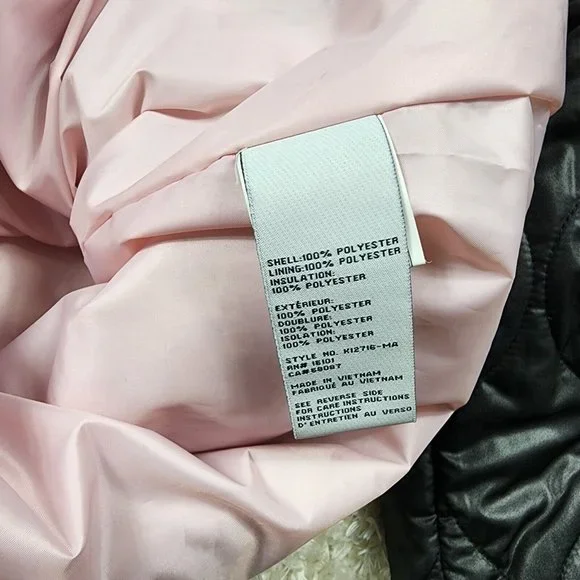 SHELL:100% POLYESTER
LINING:100% POLYESTER
INSULATION:
100% POLYESTER
EXTÉRIEUR:
100% POLYESTER
DOUBLURE:
100% POLYESTER
ISOLATION:
100% POLYESTER
STYLE NO. K12716-MA
RN# 16101
CA#58087
MADE IN VIETNAM
FABRIQUÉ AU VIETNAM
SEE REVERSE SIDE
FOR CARE INSTRUCTIONS
INSTRUCTIONS
D'ENTRETIEN AU VERSO